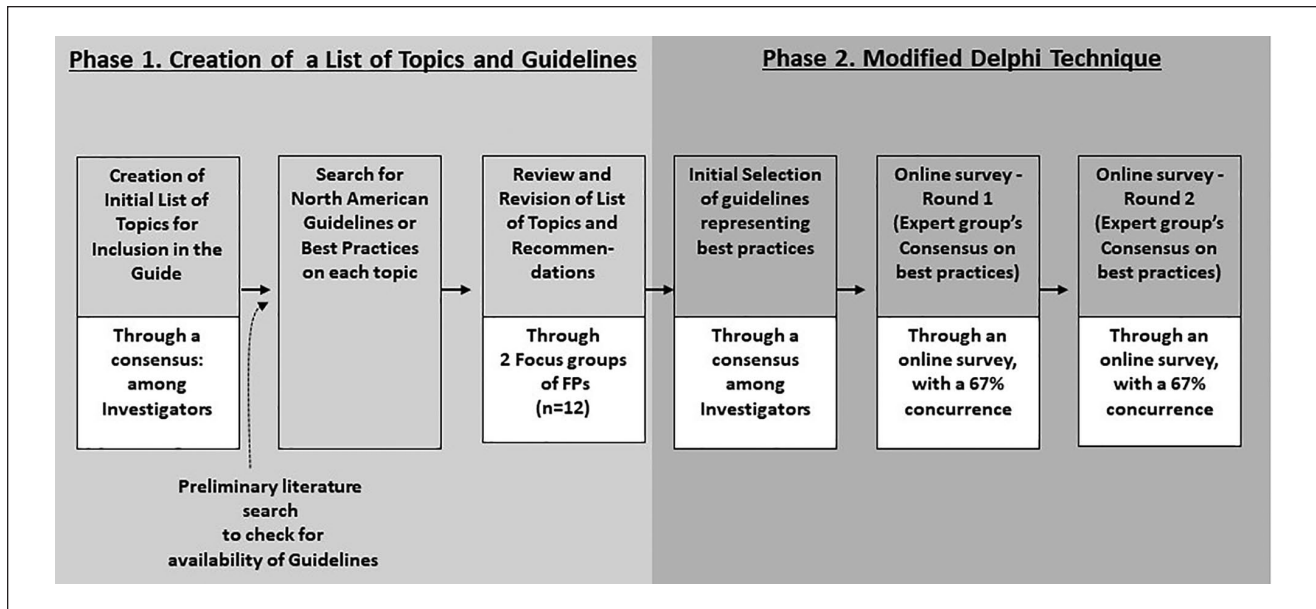 Phase 1. Creation of a List of Topics and Guidelines
Phase 2. Modified Delphi Technique
Creation of
Initial List of
Topics for
Inclusion in the
Guide
Through a
consensus:
among
Investigators
Search for
North American
Guidelines or
Best Practices
on each topic
Review and
Revision of List
of Topics and
Recommen-
dations
Through
2 Focus groups
of FPs
(n=12)
Initial Selection
of guidelines
representing
best practices
Through a
consensus
among
Investigators
Online survey -
Round 1
(Expert group's
Consensus on
best practices)
Through an
online survey,
with a 67%
concurrence
Online survey -
Round 2
(Expert group's
Consensus on
best practices)
Through an
online survey,
with a 67%
concurrence
Preliminary literature
search
to check for
availability of Guidelines